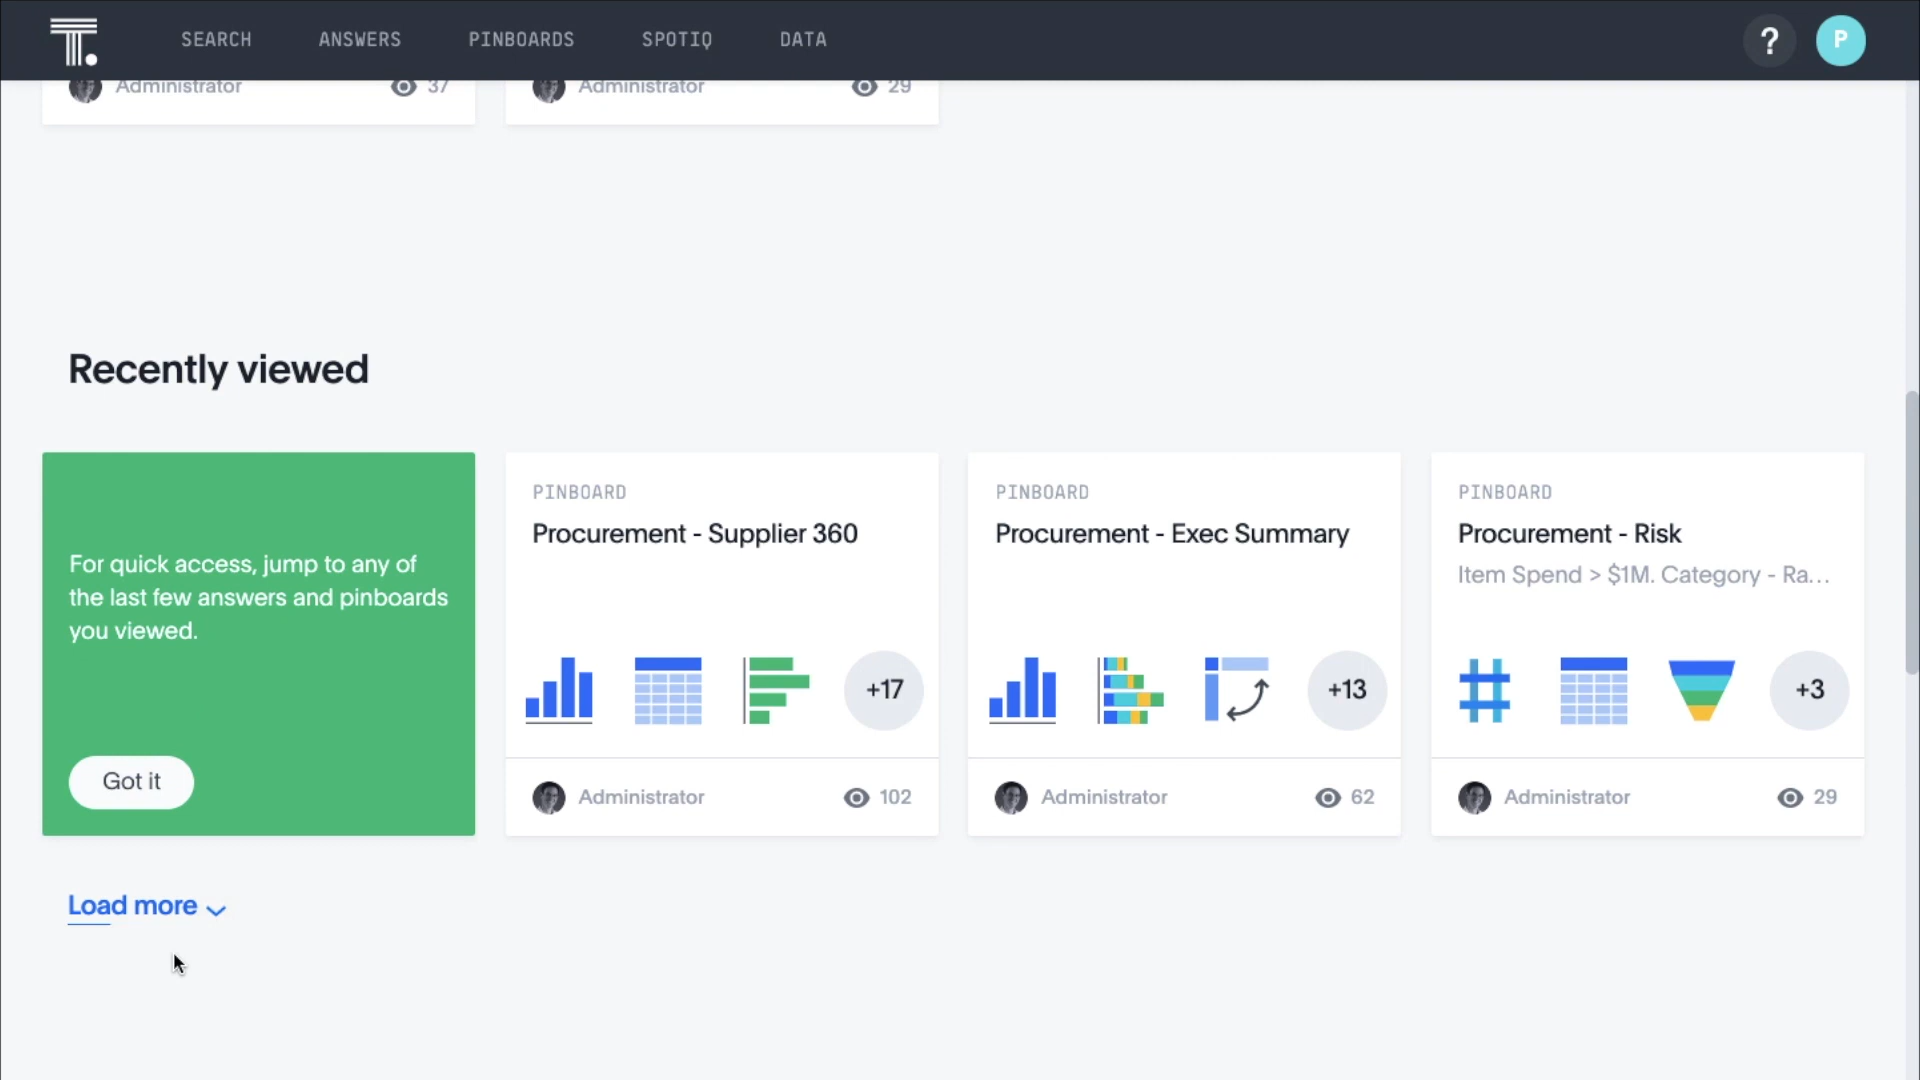 SEARCH ANSWERS PINBOARDS SPOTIQ DATA ? P
Administrator 37 Administrator 29
Recently viewed
For quick access, jump to any of
the last few answers and pinboards
you viewed.
Got it
PINBOARD
Procurement - Supplier 360
+17
Administrator 102
PINBOARD
Procurement - Exec Summary
+13
Administrator 62
PINBOARD
Procurement - Risk
Item Spend > $1M. Category - Ra...
+3
Administrator 29
Load more